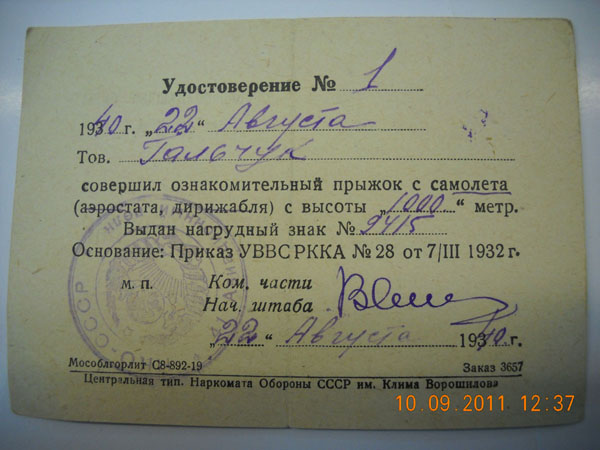 Удостоверение № 1
1940 г. „22“ Августа
Тов. Гальчук
совершил ознакомительный прыжок с самолета
(аэростата, дирижабля) с высоты „1000“ метр.
Выдан нагрудный знак № 9415
Основание: Приказ УВВС РККА № 28 от 7/III 1932 г.
м. п. Ком. части
Нач. штаба
„22“ Августа 1940 г.
Мособлгорлит С8-892-19 Заказ 3657
Центральная тип. Наркомата Обороны СССР им. Клима Ворошилова
10.09.2011 12:37